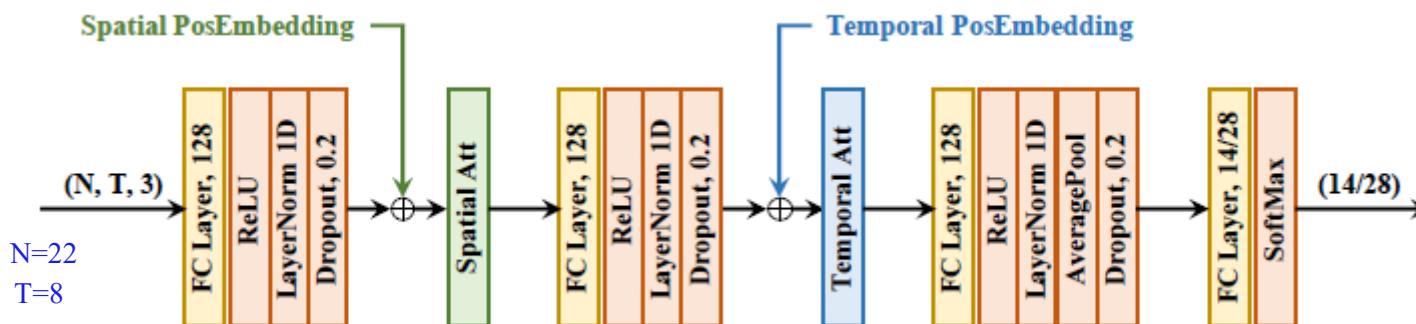 Spatial PosEmbedding
Temporal PosEmbedding
(N, T, 3)
N=22
T=8
FC Layer, 128
ReLU
LayerNorm 1D
Dropout, 0.2
Spatial Att
FC Layer, 128
ReLU
LayerNorm 1D
Dropout, 0.2
Temporal Att
FC Layer, 128
ReLU
LayerNorm 1D
AveragePool
Dropout, 0.2
FC Layer, 14/28
SoftMax
(14/28)